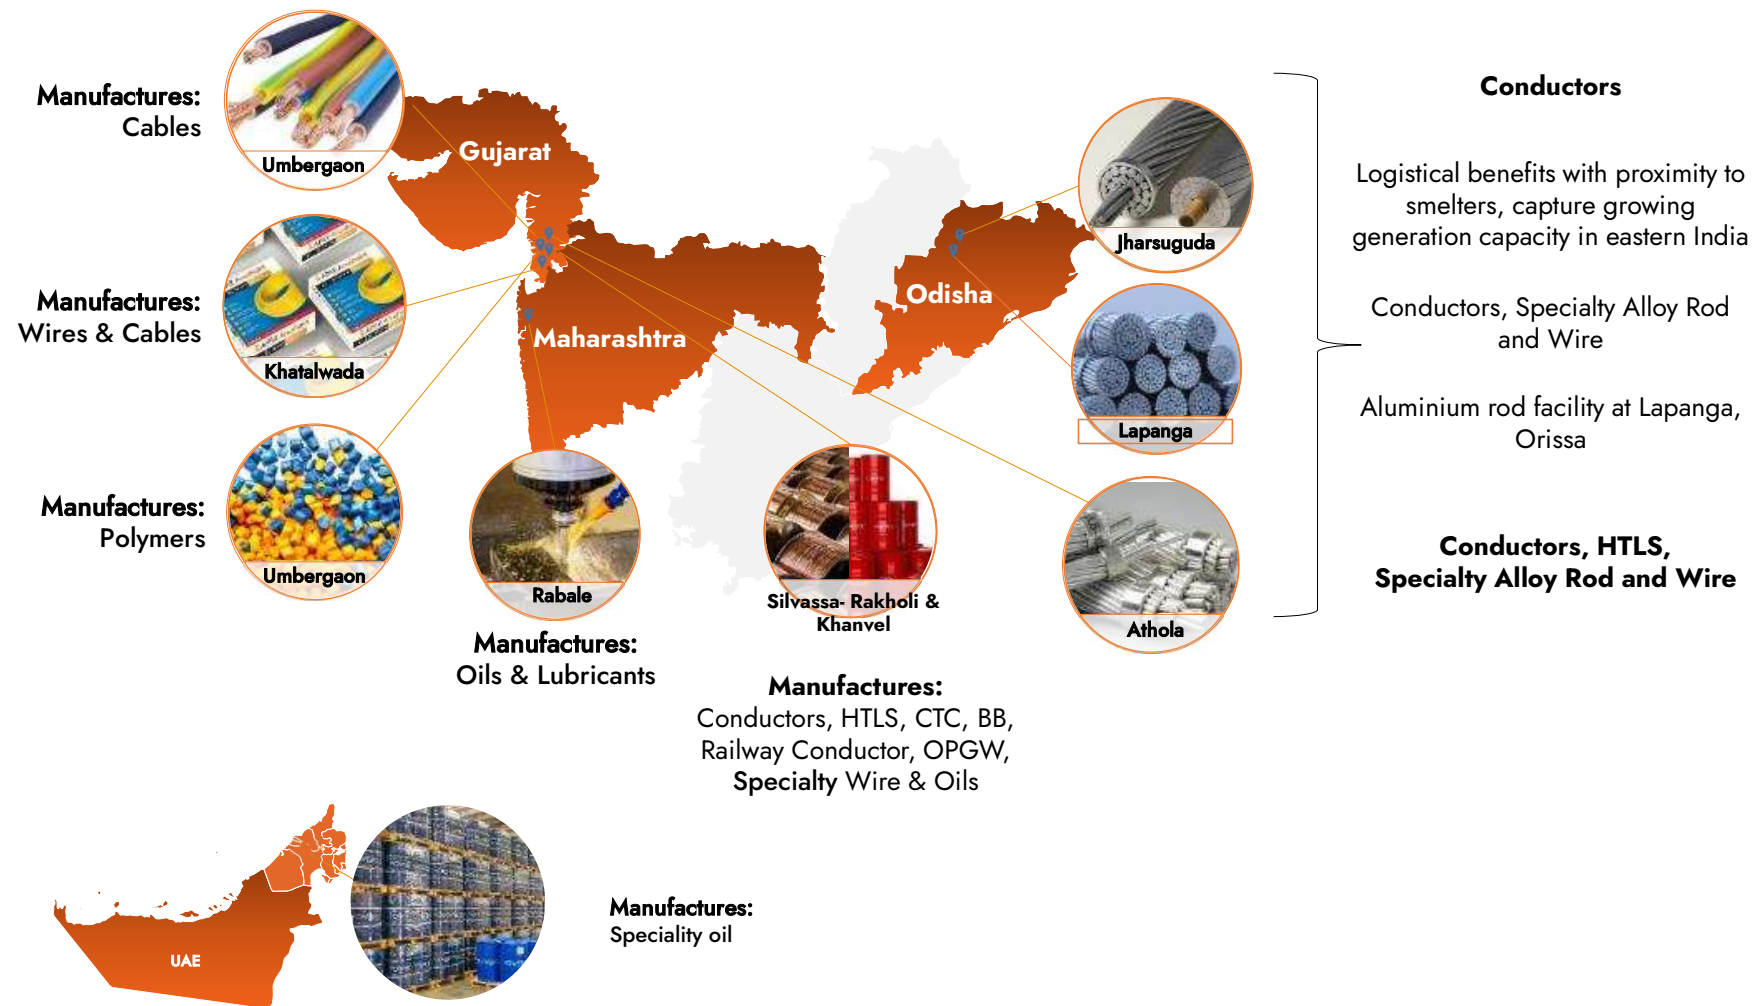 Manufactures:
Cables
Umbergaon
Gujarat
Manufactures:
Wires & Cables
Khatalwada
Maharashtra
Manufactures:
Polymers
Umbergaon
Rabale
Manufactures:
Oils & Lubricants
Silvassa- Rakholi &
Khanvel
Manufactures:
Conductors, HTLS, CTC, BB,
Railway Conductor, OPGW,
Specialty Wire & Oils
Odisha
Jharsuguda
Lapanga
Athola
Conductors
Logistical benefits with proximity to
smelters, capture growing
generation capacity in eastern India
Conductors, Specialty Alloy Rod
and Wire
Aluminium rod facility at Lapanga,
Orissa
Conductors, HTLS,
Specialty Alloy Rod and Wire
UAE
Manufactures:
Speciality oil